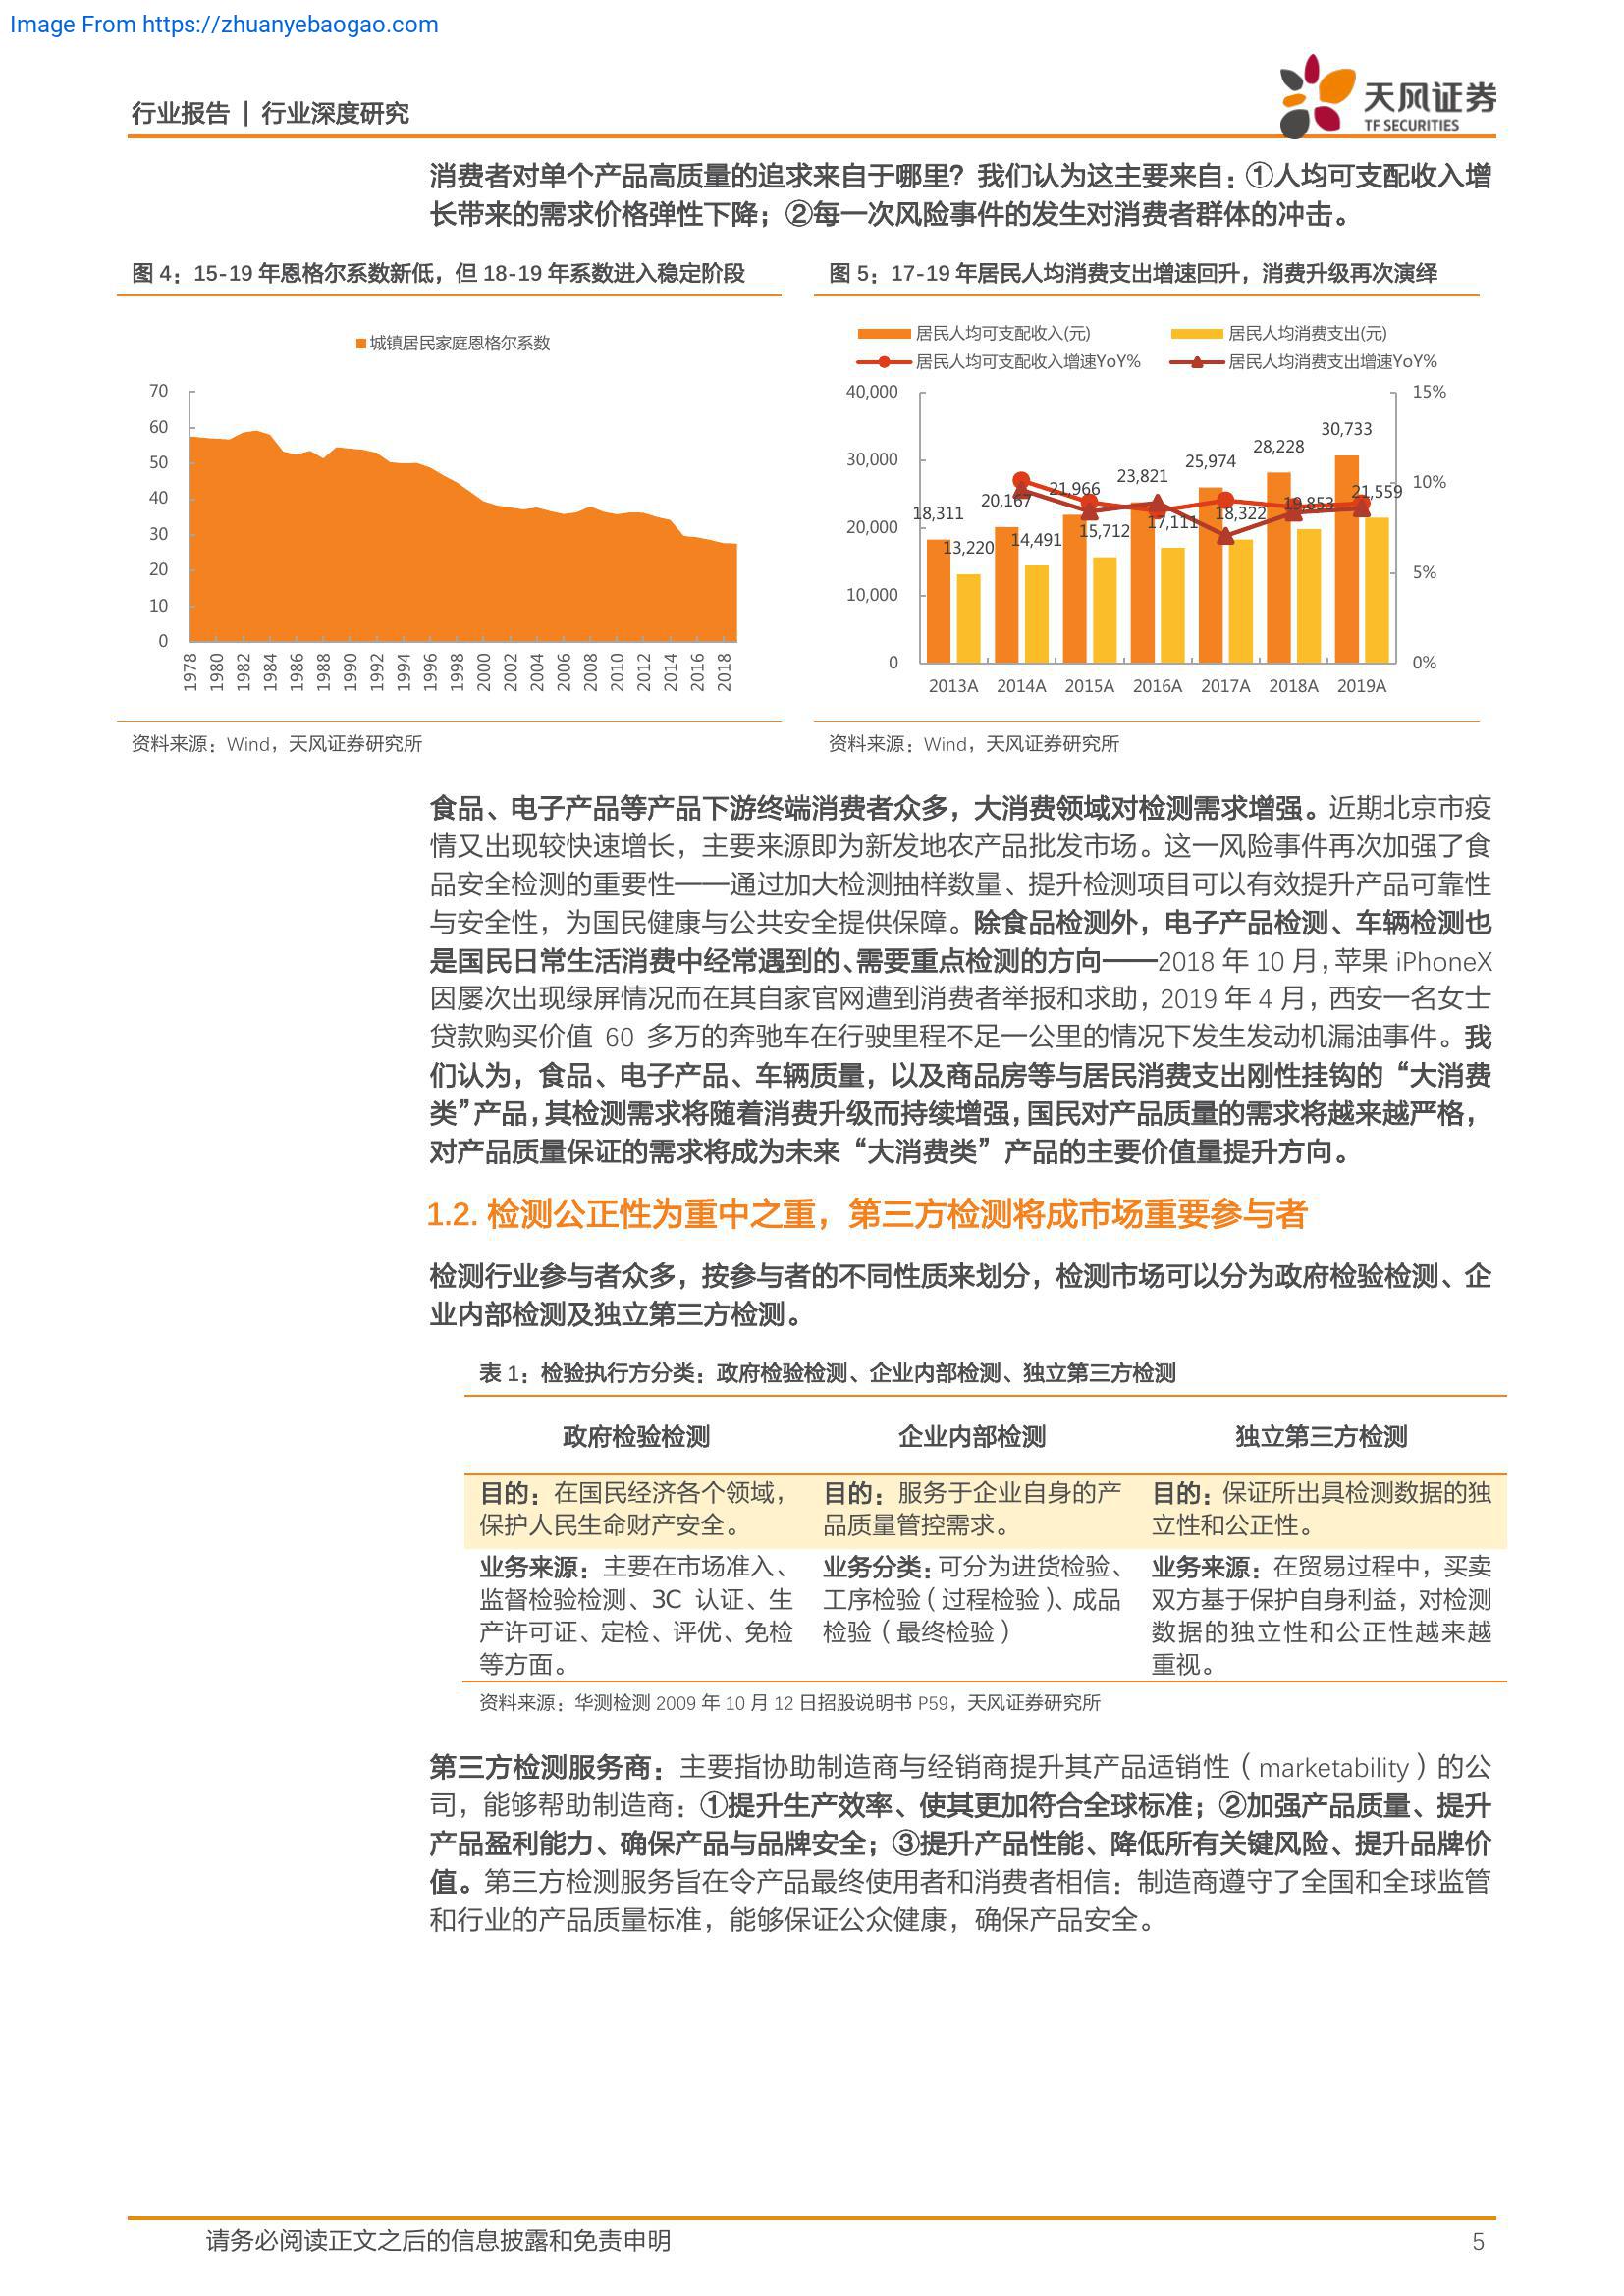 Image From https://zhuanyebaogao.com
行业报告 | 行业深度研究
天风证券
TF SECURITIES
消费者对单个产品高质量的追求来自于哪里？我们认为这主要来自：①人均可支配收入增
长带来的需求价格弹性下降；②每一次风险事件的发生对消费者群体的冲击。
图 4：15-19 年恩格尔系数新低，但 18-19 年系数进入稳定阶段
城镇居民家庭恩格尔系数
70
60
50
40
30
20
10
0
1978 1980 1982 1984 1986 1988 1990 1992 1994 1996 1998 2000 2002 2004 2006 2008 2010 2012 2014 2016 2018
资料来源：Wind，天风证券研究所
图 5：17-19 年居民人均消费支出增速回升，消费升级再次演绎
居民人均可支配收入(元) 居民人均消费支出(元)
居民人均可支配收入增速YoY% 居民人均消费支出增速YoY%
40,000
30,000
20,000
10,000
0
15%
10%
5%
0%
18,311 20,167 21,966 23,821 25,974 28,228 30,733
13,220 14,491 15,712 17,111 18,322 19,853 21,559
2013A 2014A 2015A 2016A 2017A 2018A 2019A
资料来源：Wind，天风证券研究所
食品、电子产品等产品下游终端消费者众多，大消费领域对检测需求增强。近期北京市疫
情又出现较快速增长，主要来源即为新发地农产品批发市场。这一风险事件再次加强了食
品安全检测的重要性——通过加大检测抽样数量、提升检测项目可以有效提升产品可靠性
与安全性，为国民健康与公共安全提供保障。除食品检测外，电子产品检测、车辆检测也
是国民日常生活消费中经常遇到的、需要重点检测的方向——2018 年 10 月，苹果 iPhoneX
因屡次出现绿屏情况而在其自家官网遭到消费者举报和求助，2019 年 4 月，西安一名女士
贷款购买价值 60 多万的奔驰车在行驶里程不足一公里的情况下发生发动机漏油事件。我
们认为，食品、电子产品、车辆质量，以及商品房等与居民消费支出刚性挂钩的“大消费
类”产品，其检测需求将随着消费升级而持续增强，国民对产品质量的需求将越来越严格，
对产品质量保证的需求将成为未来“大消费类”产品的主要价值量提升方向。
1.2. 检测公正性为重中之重，第三方检测将成市场重要参与者
检测行业参与者众多，按参与者的不同性质来划分，检测市场可以分为政府检验检测、企
业内部检测及独立第三方检测。
表 1：检验执行方分类：政府检验检测、企业内部检测、独立第三方检测
政府检验检测 企业内部检测 独立第三方检测
目的：在国民经济各个领域，
保护人民生命财产安全。
目的：服务于企业自身的产
品质量管控需求。
目的：保证所出具检测数据的独
立性和公正性。
业务来源：主要在市场准入、
监督检验检测、3C 认证、生
产许可证、定检、评优、免检
等方面。
业务分类：可分为进货检验、
工序检验（过程检验）、成品
检验（最终检验）
业务来源：在贸易过程中，买卖
双方基于保护自身利益，对检测
数据的独立性和公正性越来越
重视。
资料来源：华测检测 2009 年 10 月 12 日招股说明书 P59，天风证券研究所
第三方检测服务商：主要指协助制造商与经销商提升其产品适销性（marketability）的公
司，能够帮助制造商：①提升生产效率、使其更加符合全球标准；②加强产品质量、提升
产品盈利能力、确保产品与品牌安全；③提升产品性能、降低所有关键风险、提升品牌价
值。第三方检测服务旨在令产品最终使用者和消费者相信：制造商遵守了全国和全球监管
和行业的产品质量标准，能够保证公众健康，确保产品安全。
请务必阅读正文之后的信息披露和免责申明
5